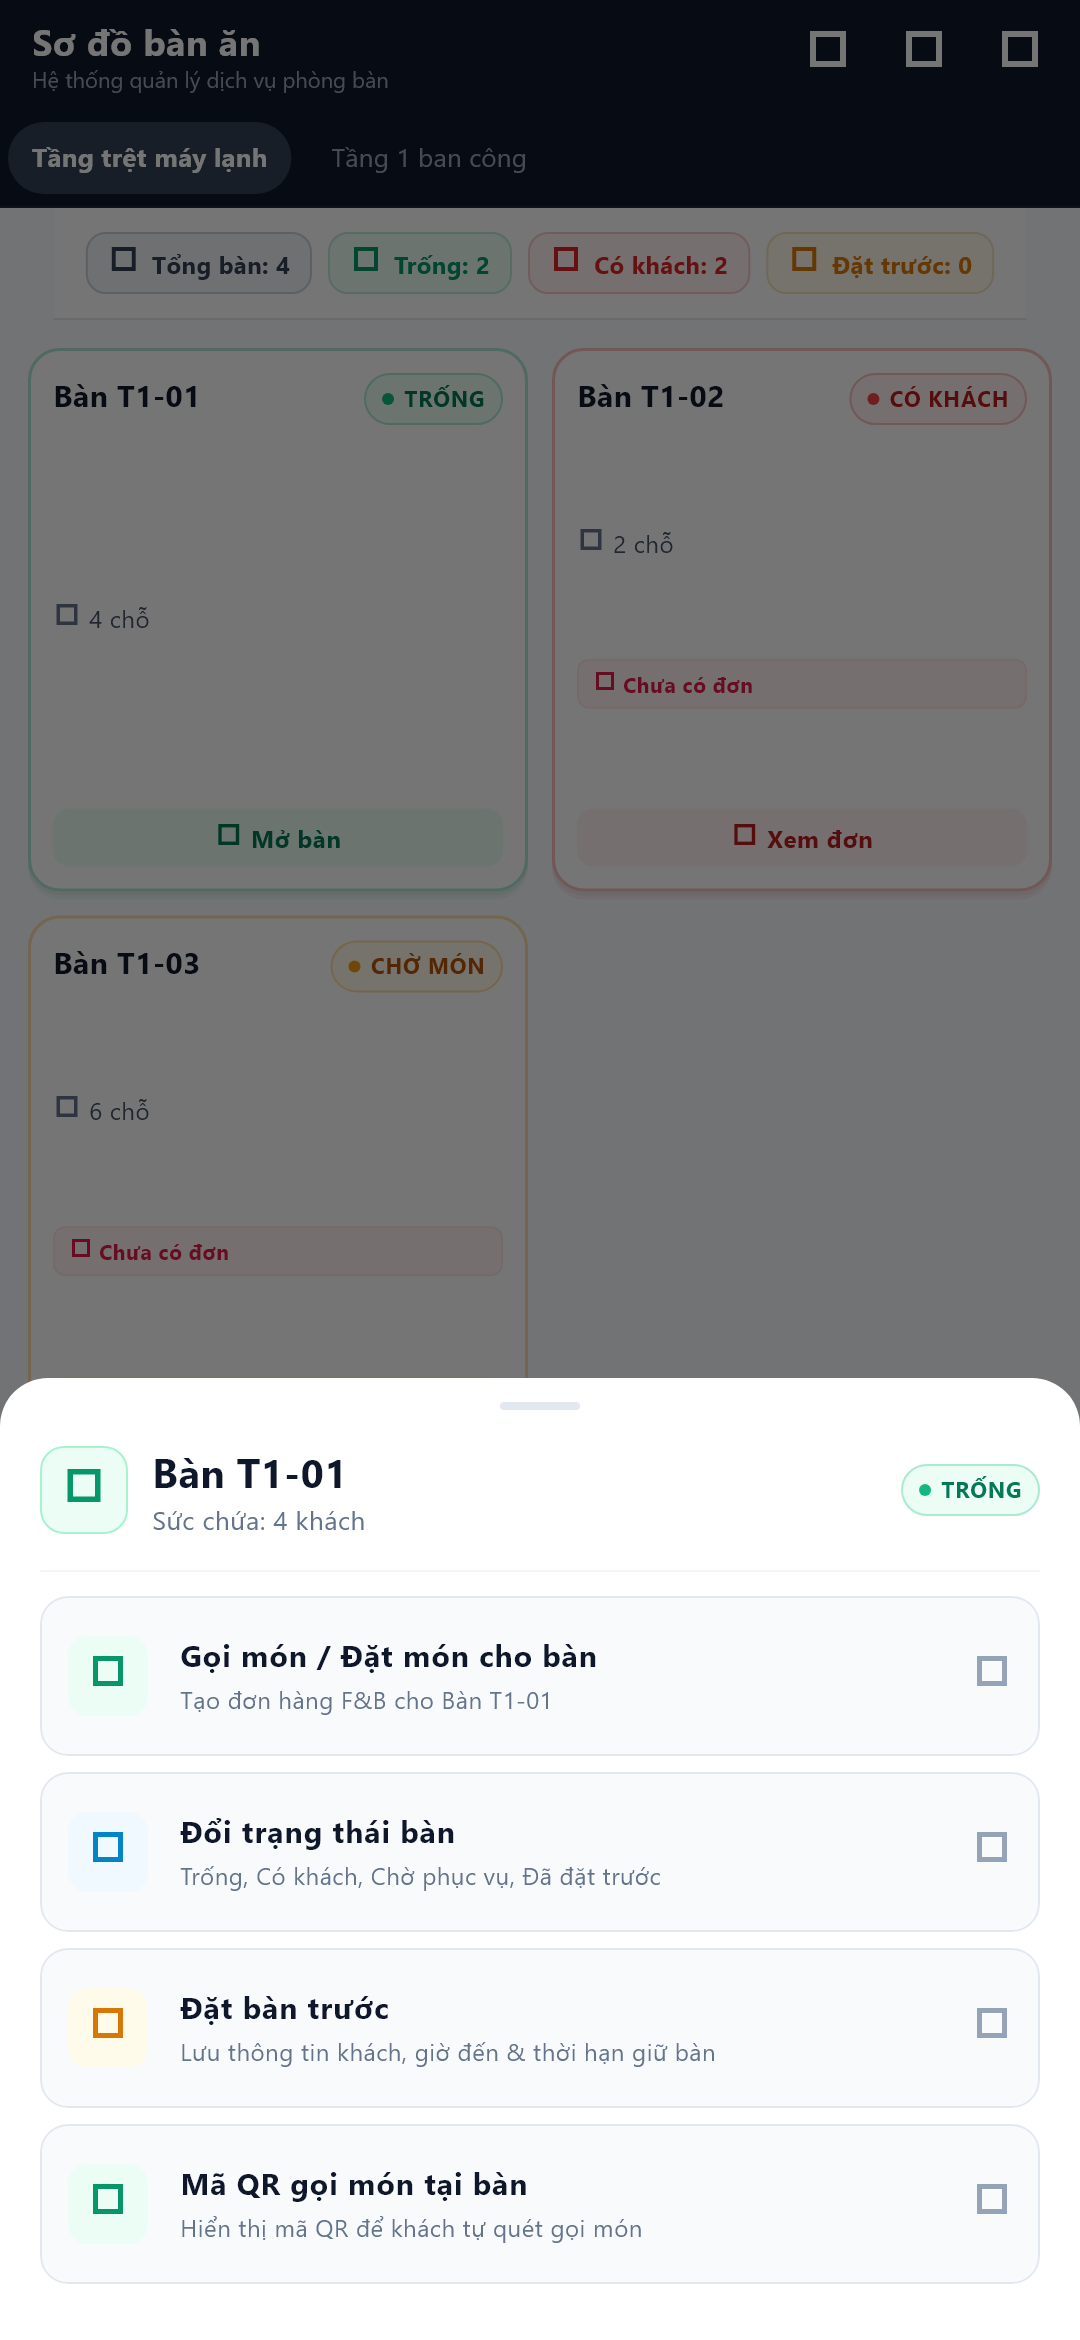 Sơ đồ bàn ăn
Hệ thống quản lý dịch vụ phòng bàn
Tầng trệt máy lạnh
Tầng 1 ban công
Tổng bàn: 4
Trống: 2
Có khách: 2
Đặt trước: 0
Bàn T1-01
TRỐNG
4 chỗ
Mở bàn
Bàn T1-02
CÓ KHÁCH
2 chỗ
Chưa có đơn
Xem đơn
Bàn T1-03
CHỜ MÓN
6 chỗ
Chưa có đơn
Bàn T1-01
Sức chứa: 4 khách
TRỐNG
Gọi món / Đặt món cho bàn
Tạo đơn hàng F&B cho Bàn T1-01
Đổi trạng thái bàn
Trống, Có khách, Chờ phục vụ, Đã đặt trước
Đặt bàn trước
Lưu thông tin khách, giờ đến & thời hạn giữ bàn
Mã QR gọi món tại bàn
Hiển thị mã QR để khách tự quét gọi món